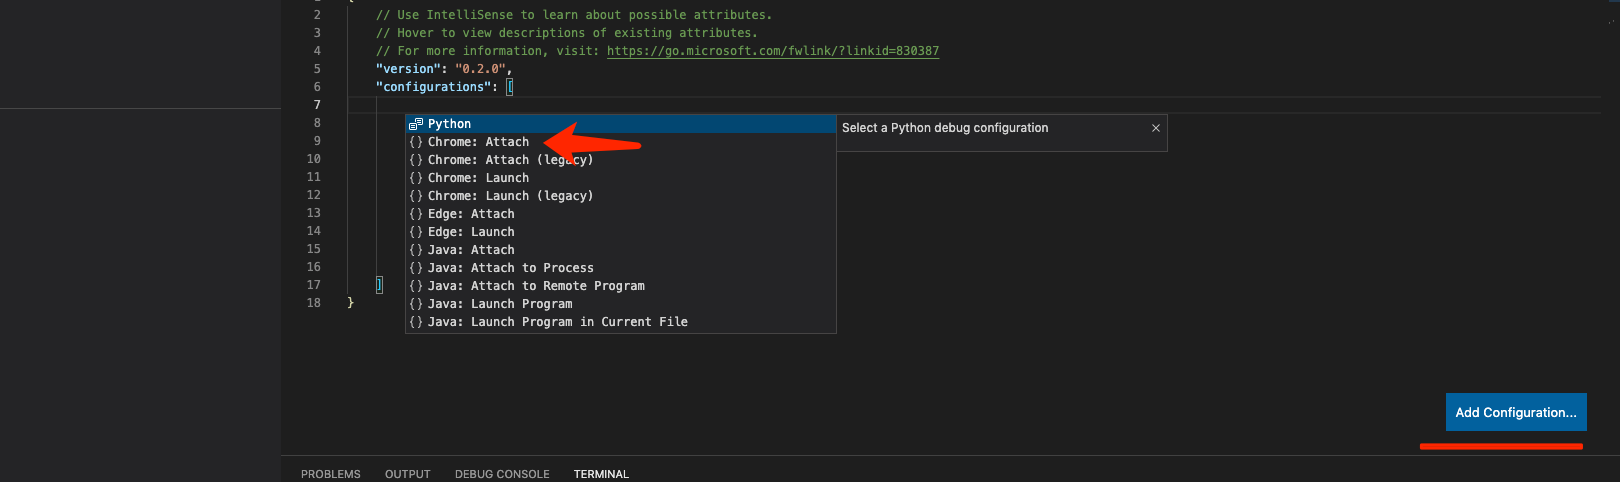 {
2 // Use IntelliSense to learn about possible attributes.
3 // Hover to view descriptions of existing attributes.
4 // For more information, visit: https://go.microsoft.com/fwlink/?linkid=830387
5 "version": "0.2.0",
6 "configurations": [
7
8 Python Select a Python debug configuration
9 {} Chrome: Attach
10 {} Chrome: Attach (legacy)
11 {} Chrome: Launch
12 {} Chrome: Launch (legacy)
13 {} Edge: Attach
14 {} Edge: Launch
15 {} Java: Attach
16 {} Java: Attach to Process
17 ] {} Java: Attach to Remote Program
18 } {} Java: Launch Program
{} Java: Launch Program in Current File
Add Configuration...
PROBLEMS OUTPUT DEBUG CONSOLE TERMINAL